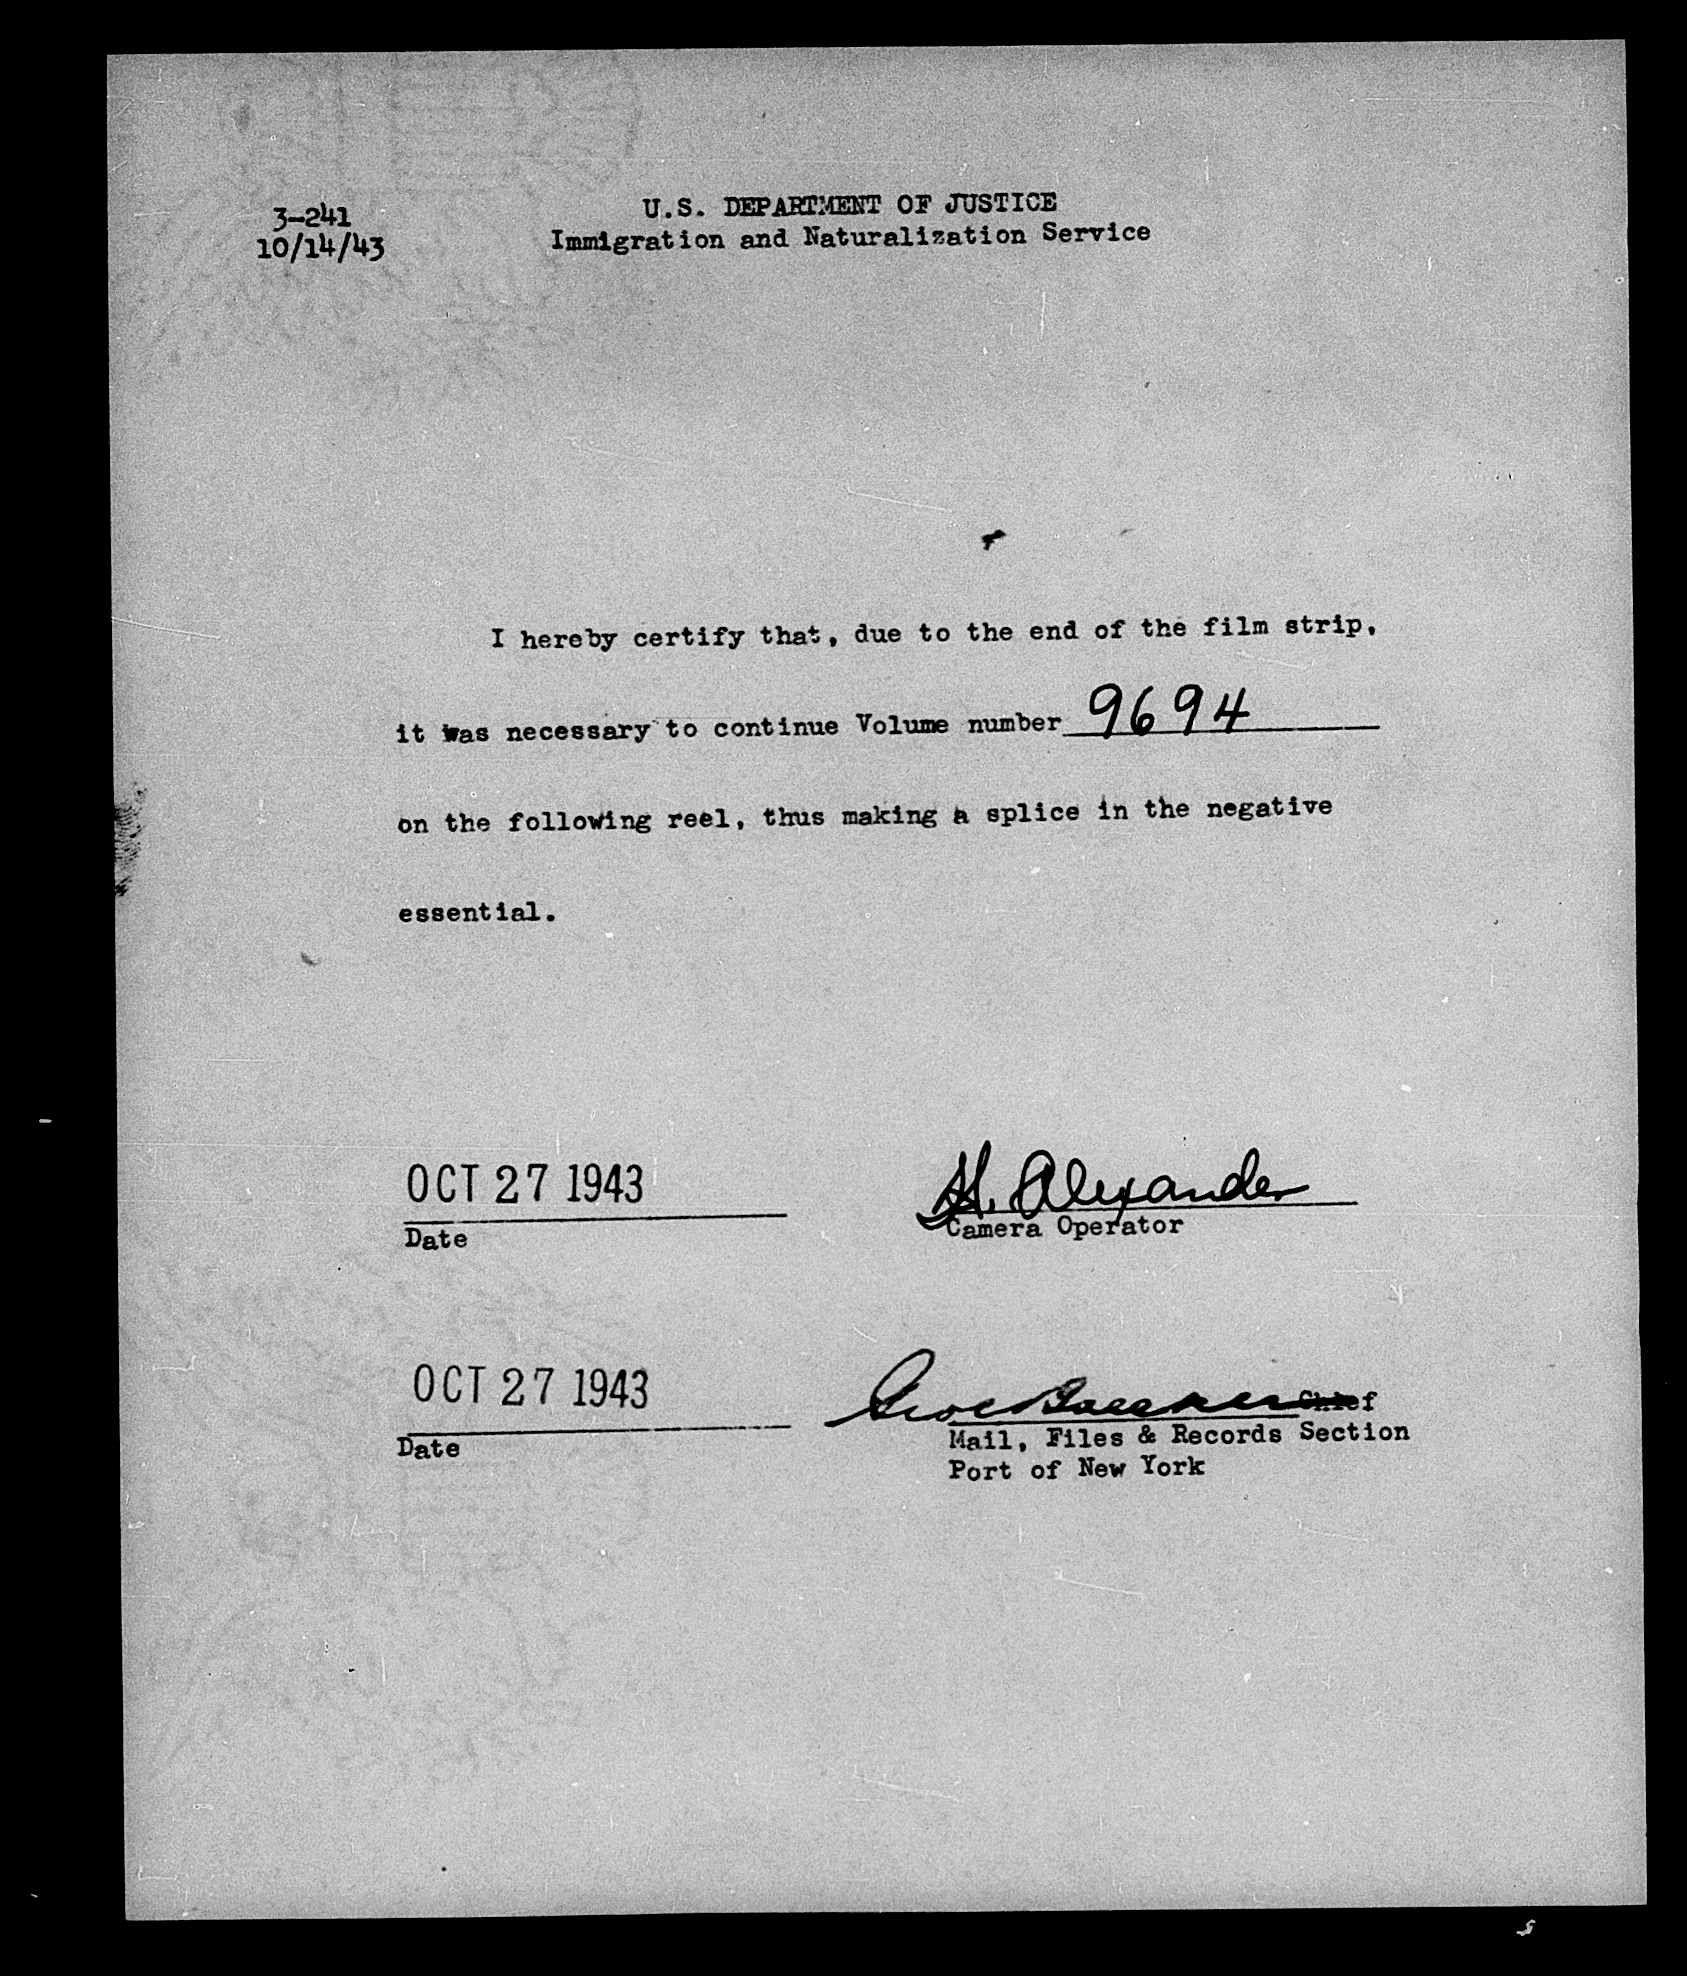 3-241
10/14/43
U.S. DEPARTMENT OF JUSTICE
Immigration and Naturalization Service
I hereby certify that, due to the end of the film strip,
it was necessary to continue Volume number 9694
on the following reel, thus making a splice in the negative
essential.
OCT 27 1943
Date
H. Alexander
Camera Operator
OCT 27 1943
Date
Chief
Mail, Files & Records Section
Port of New York